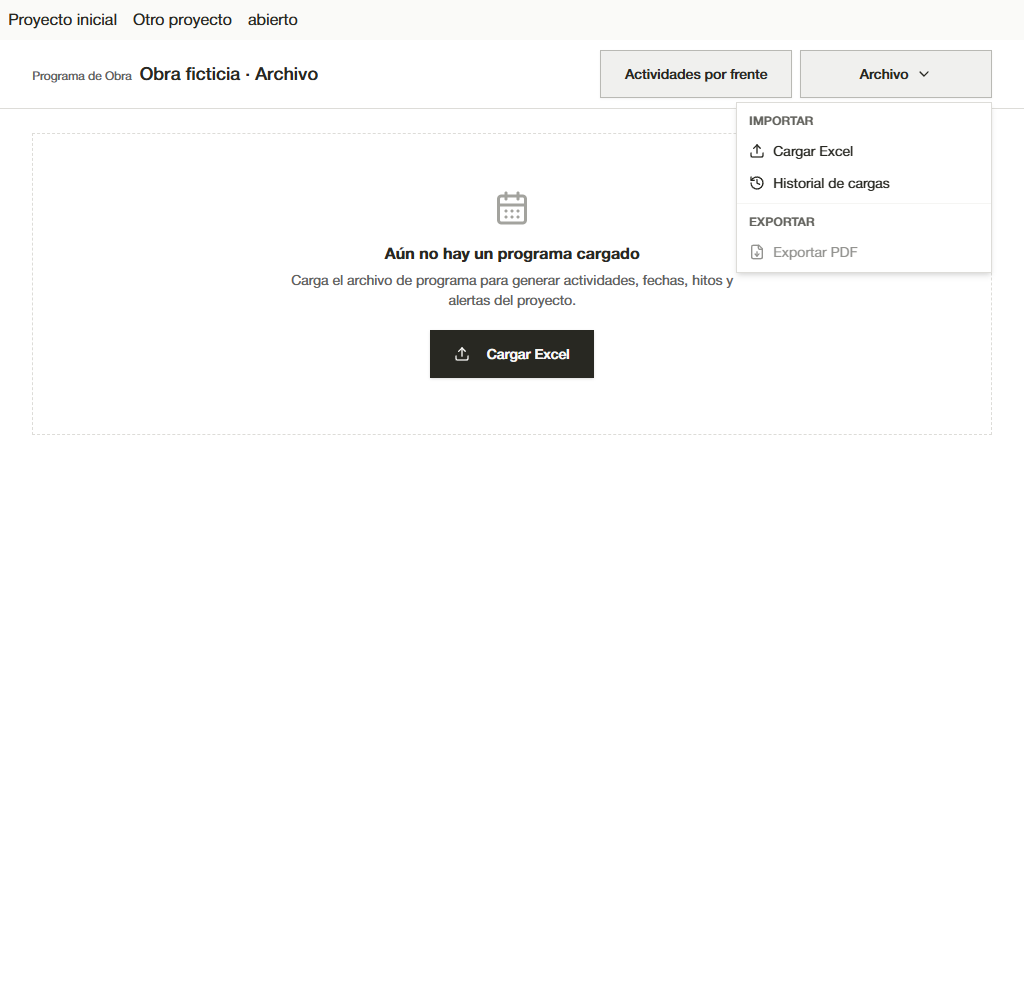 Proyecto inicial Otro proyecto abierto
Programa de Obra Obra ficticia · Archivo
Actividades por frente
Archivo
IMPORTAR
Cargar Excel
Historial de cargas
EXPORTAR
Exportar PDF
Aún no hay un programa cargado
Carga el archivo de programa para generar actividades, fechas, hitos y
alertas del proyecto.
Cargar Excel